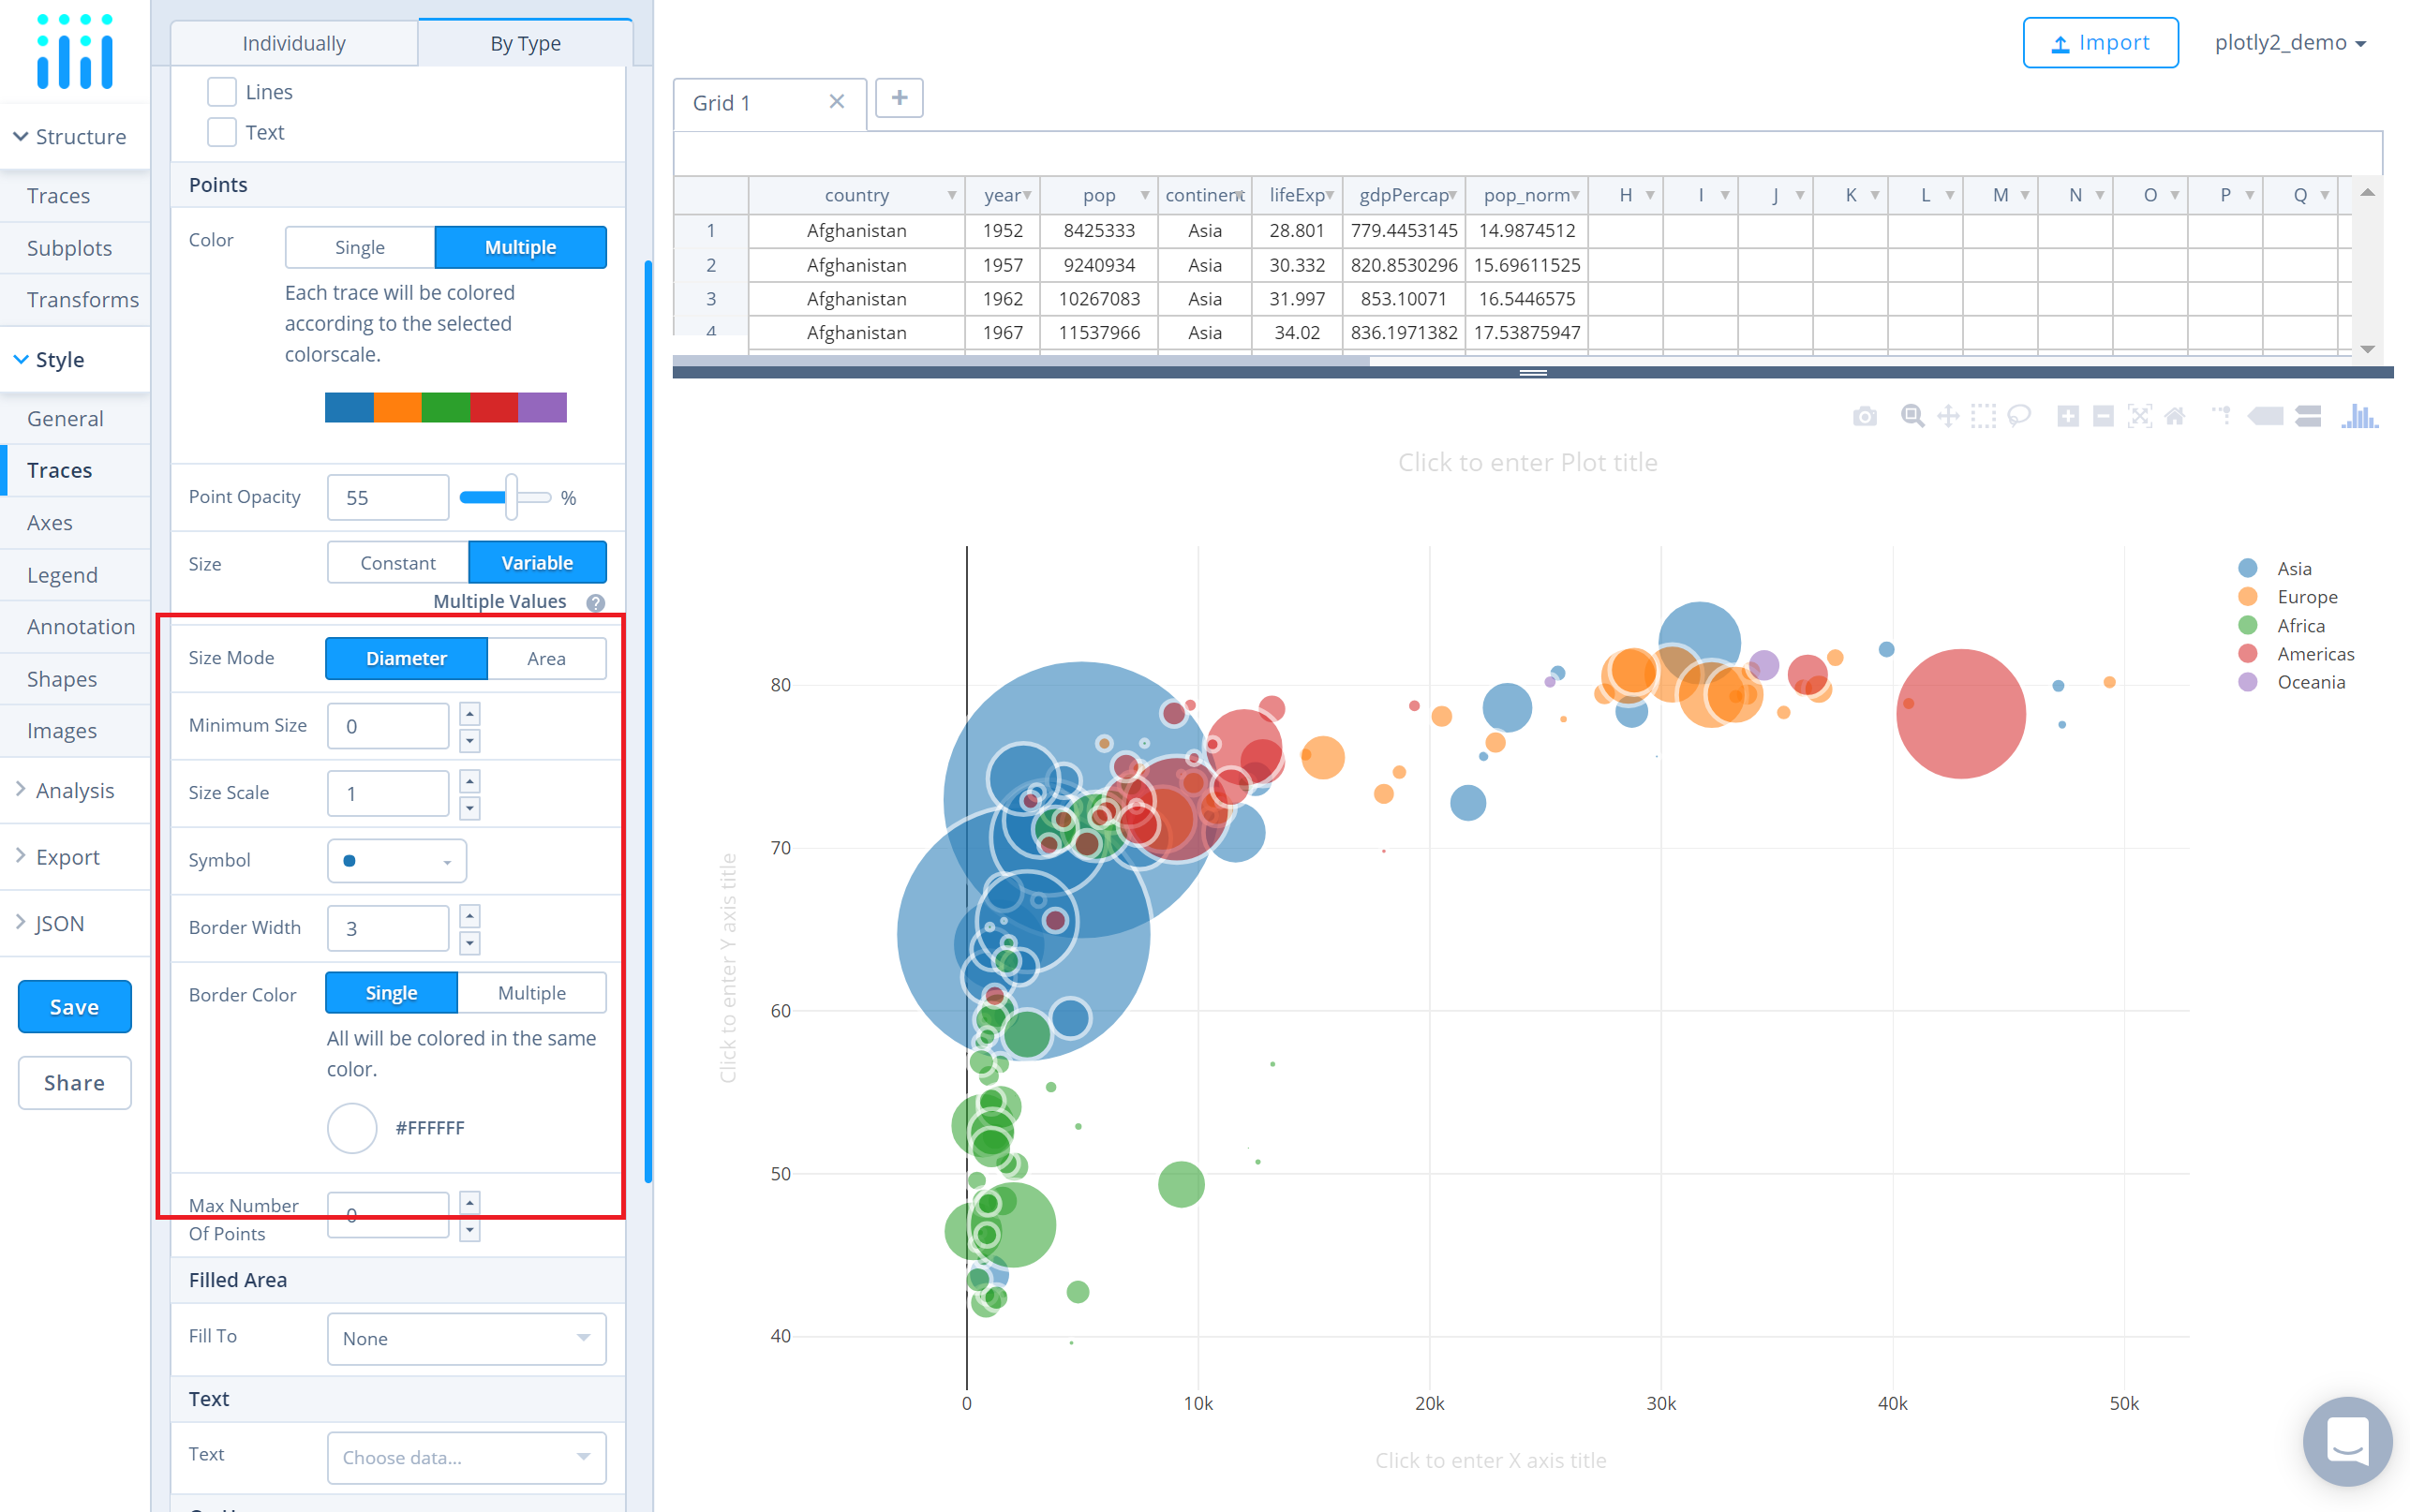 Individually
By Type
Import
plotly2_demo
Lines
Text
Structure
Traces
Subplots
Transforms
Style
General
Traces
Axes
Legend
Annotation
Shapes
Images
Analysis
Export
JSON
Save
Share
Points
Color
Single
Multiple
Each trace will be colored
according to the selected
colorscale.
Point Opacity
55
%
Size
Constant
Variable
Multiple Values
?
Size Mode
Diameter
Area
Minimum Size
0
Size Scale
1
Symbol
Border Width
3
Border Color
Single
Multiple
All will be colored in the same
color.
#FFFFFF
Max Number
Of Points
0
Filled Area
Fill To
None
Text
Text
Choose data...
Grid 1
country year pop continent lifeExp gdpPercap pop_norm H I J K L M N O P Q
1 Afghanistan 1952 8425333 Asia 28.801 779.4453145 14.9874512
2 Afghanistan 1957 9240934 Asia 30.332 820.8530296 15.69611525
3 Afghanistan 1962 10267083 Asia 31.997 853.10071 16.5446575
4 Afghanistan 1967 11537966 Asia 34.02 836.1971382 17.53875947
Click to enter Plot title
Click to enter Y axis title
80
70
60
50
40
0
10k
20k
30k
40k
50k
Click to enter X axis title
Asia
Europe
Africa
Americas
Oceania